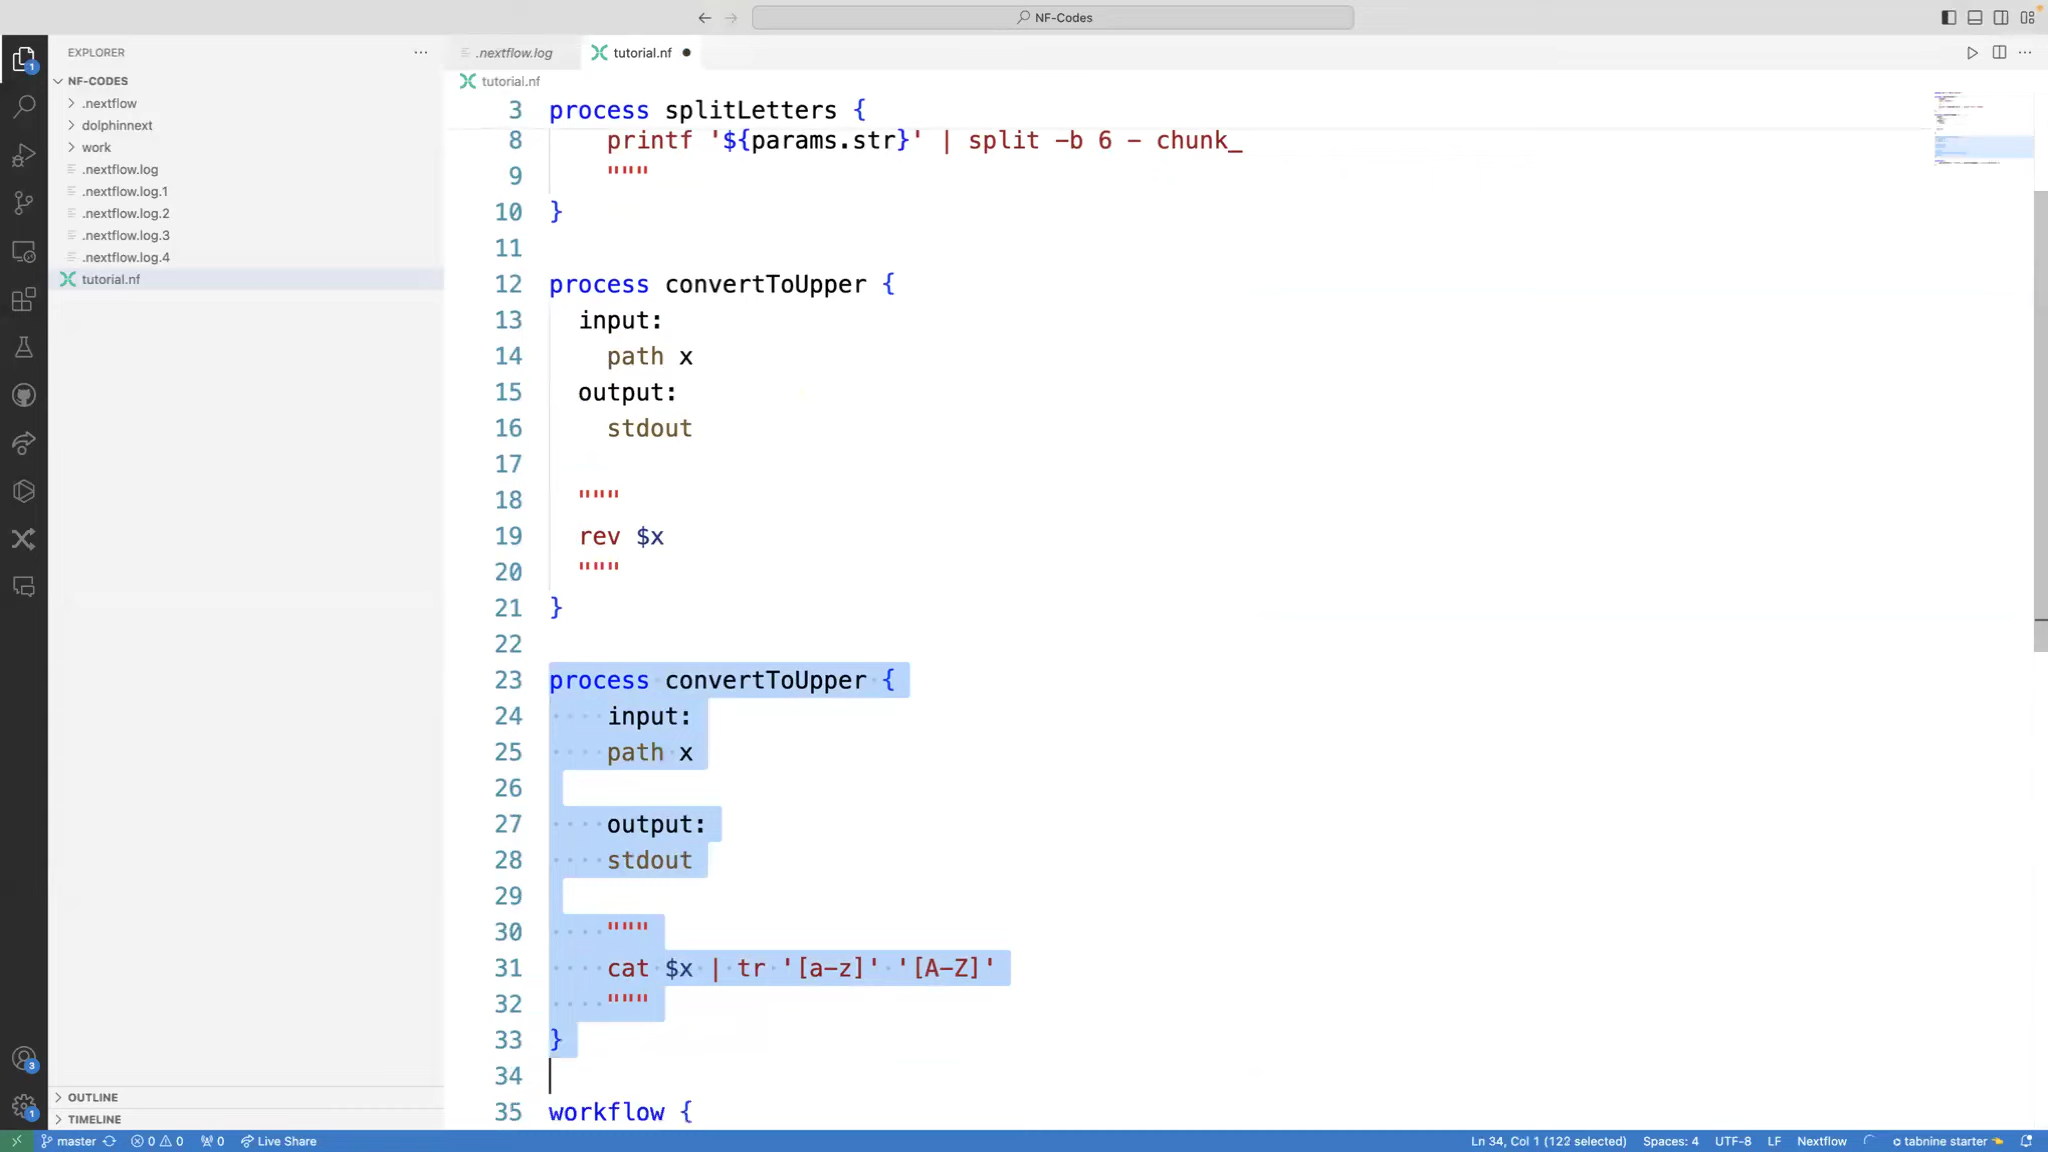 NF-Codes
EXPLORER
NF-CODES
.nextflow
dolphinnext
work
.nextflow.log
.nextflow.log.1
.nextflow.log.2
.nextflow.log.3
.nextflow.log.4
tutorial.nf
OUTLINE
TIMELINE
.nextflow.log
tutorial.nf
tutorial.nf
3 process splitLetters {
8 printf '${params.str}' | split -b 6 - chunk_
9 """
10 }
11
12 process convertToUpper {
13 input:
14 path x
15 output:
16 stdout
17
18 """
19 rev $x
20 """
21 }
22
23 process convertToUpper {
24 input:
25 path x
26
27 output:
28 stdout
29
30 """
31 cat $x | tr '[a-z]' '[A-Z]'
32 """
33 }
34
35 workflow {
1
3
1
master 0 0 0 Live Share
Ln 34, Col 1 (122 selected) Spaces: 4 UTF-8 LF Nextflow tabnine starter